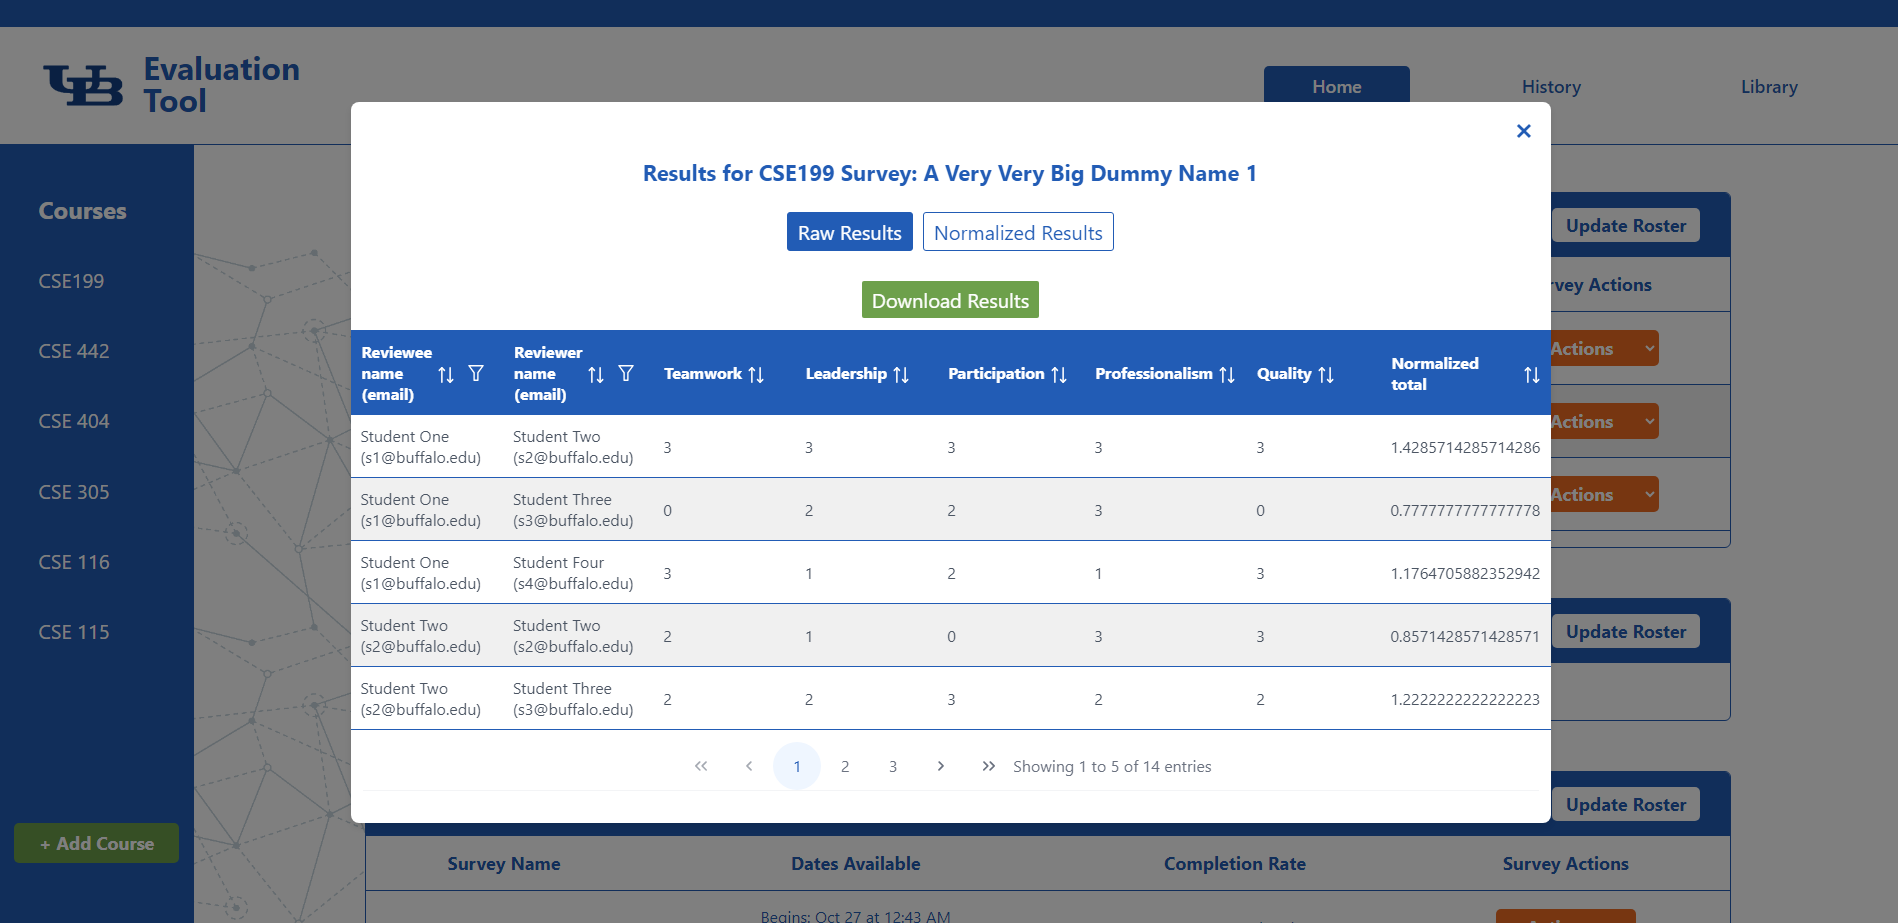 UB
Evaluation
Tool
Home
History
Library
Courses
CSE199
CSE 442
CSE 404
CSE 305
CSE 116
CSE 115
+ Add Course
Results for CSE199 Survey: A Very Very Big Dummy Name 1
Raw Results
Normalized Results
Download Results
Reviewee name (email)
Reviewer name (email)
Teamwork
Leadership
Participation
Professionalism
Quality
Normalized total
Student One (s1@buffalo.edu) Student Two (s2@buffalo.edu) 3 3 3 3 3 1.4285714285714286
Student One (s1@buffalo.edu) Student Three (s3@buffalo.edu) 0 2 2 3 0 0.7777777777777778
Student One (s1@buffalo.edu) Student Four (s4@buffalo.edu) 3 1 2 1 3 1.1764705882352942
Student Two (s2@buffalo.edu) Student Two (s2@buffalo.edu) 2 1 0 3 3 0.8571428571428571
Student Two (s2@buffalo.edu) Student Three (s3@buffalo.edu) 2 2 3 2 2 1.2222222222222223
« ‹ 1 2 3 › » Showing 1 to 5 of 14 entries
Update Roster
Actions
Actions
Actions
Actions
Update Roster
Update Roster
Survey Name
Dates Available
Completion Rate
Survey Actions
Begins: Oct 27 at 12:43 AM